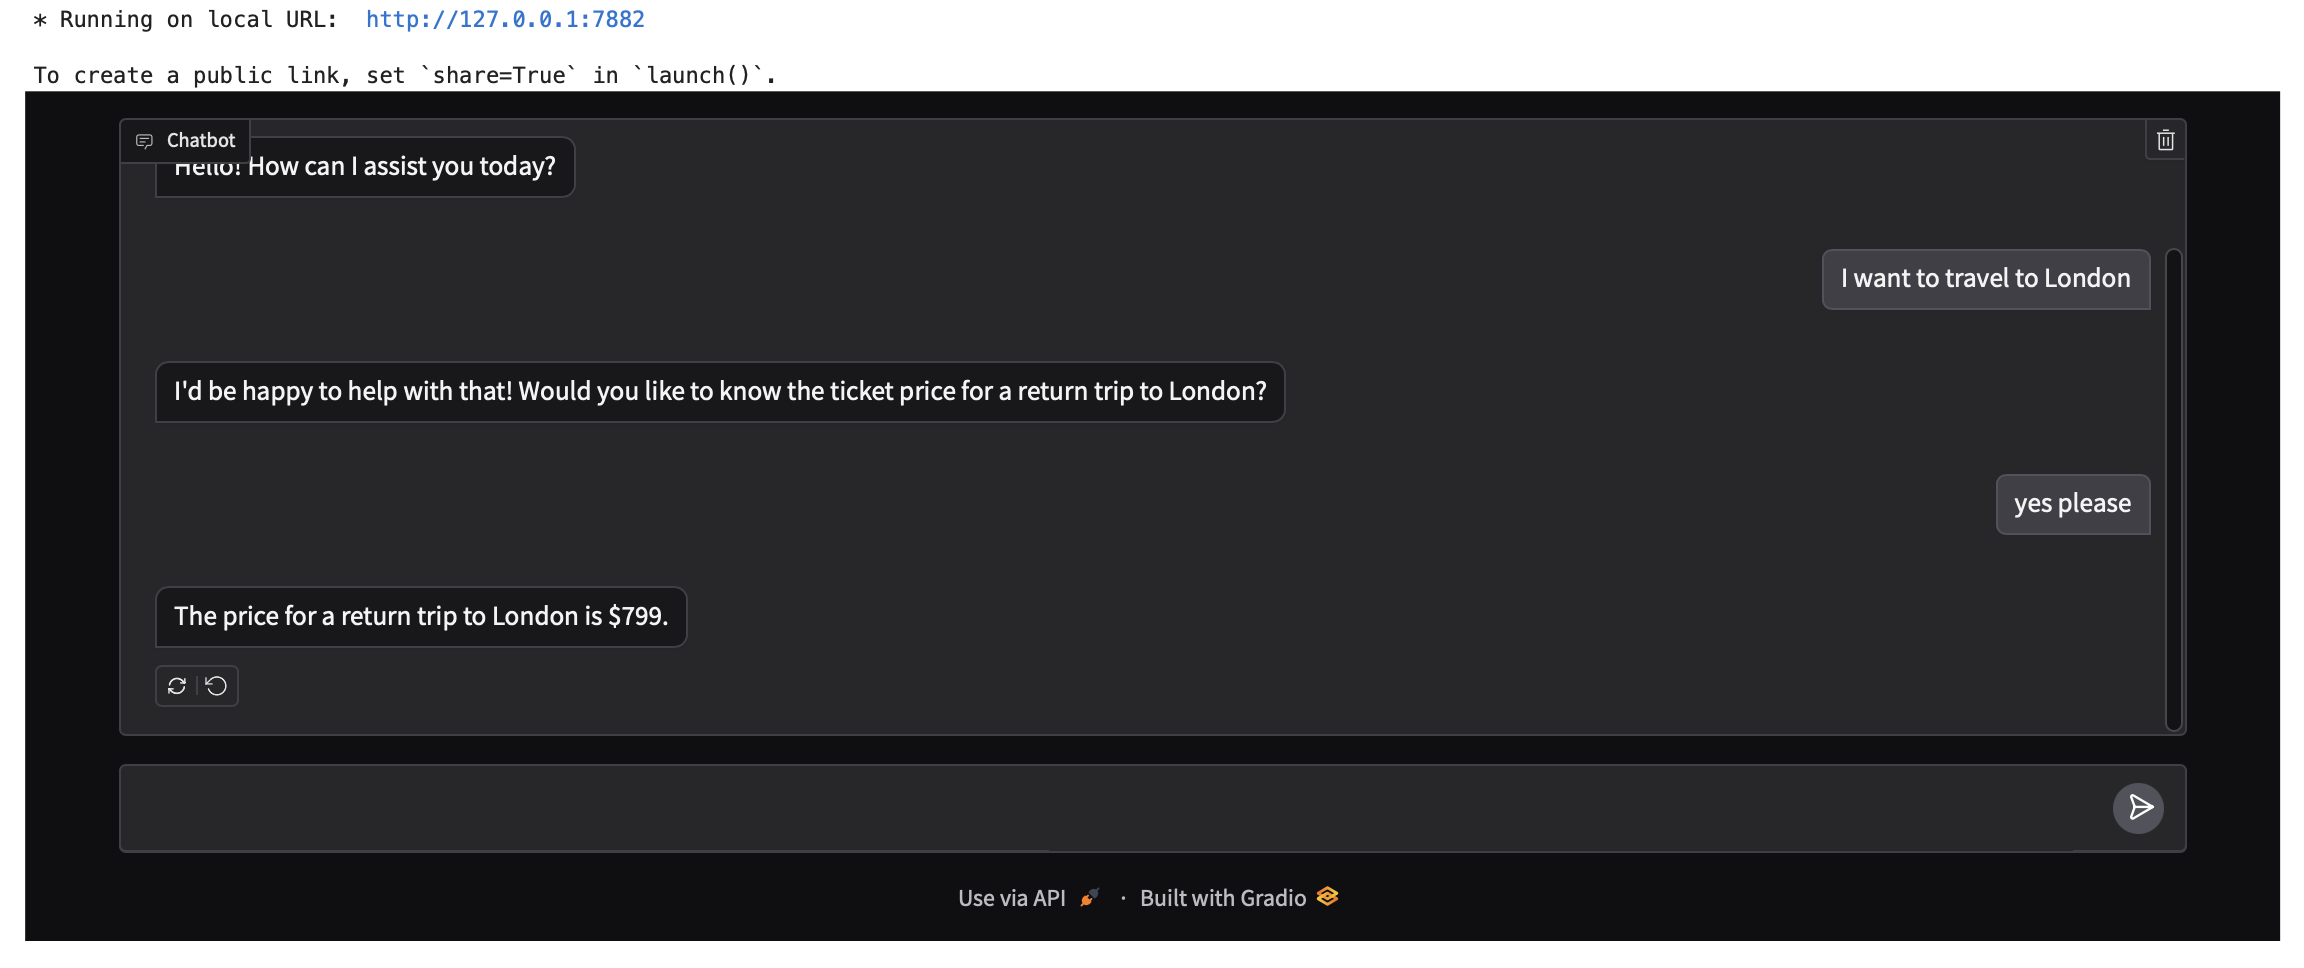 * Running on local URL:  http://127.0.0.1:7882
To create a public link, set `share=True` in `launch()`.
Chatbot
Hello! How can I assist you today?
I want to travel to London
I'd be happy to help with that! Would you like to know the ticket price for a return trip to London?
yes please
The price for a return trip to London is $799.
Use via API · Built with Gradio